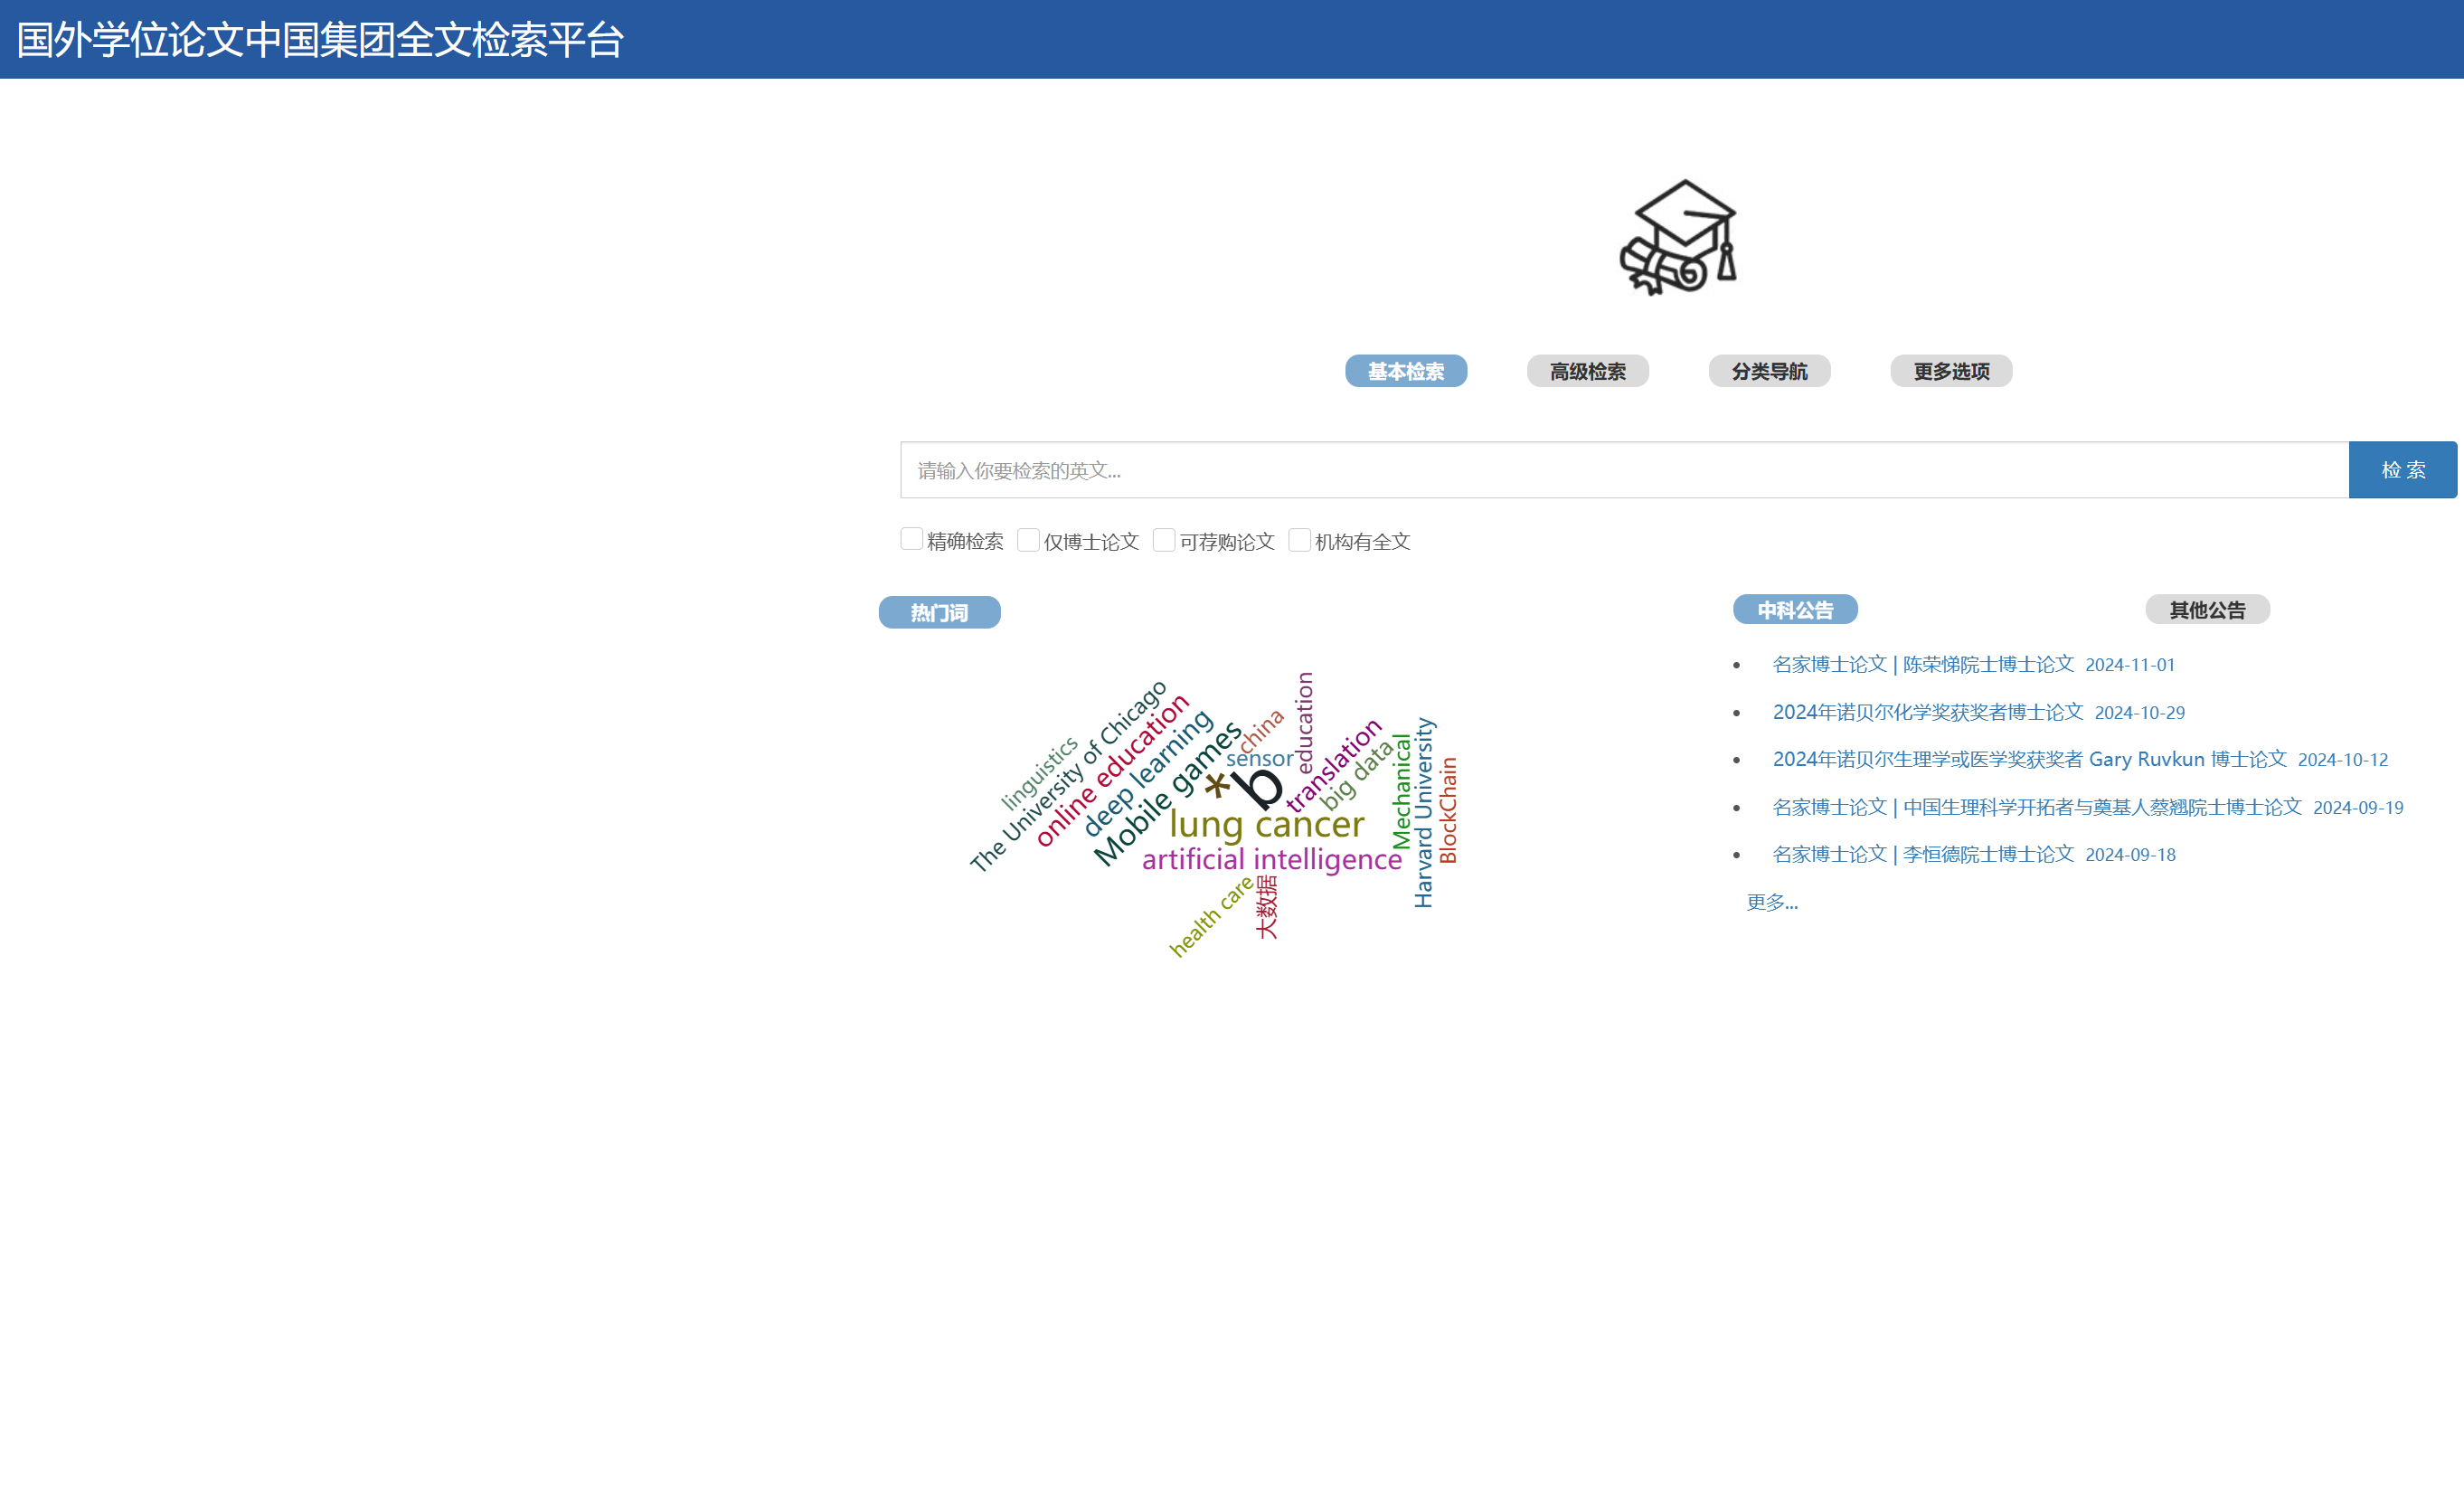 国外学位论文中国集团全文检索平台
基本检索 高级检索 分类导航 更多选项
请输入你要检索的英文... 检 索
精确检索 仅博士论文 可荐购论文 机构有全文
热门词
linguistics
The University of Chicago
online education
deep learning
Mobile games
china
sensor
education
*
b
translation
big data
Mechanical
Harvard University
BlockChain
lung cancer
artificial intelligence
health care
大数据
中科公告 其他公告
名家博士论文 | 陈荣悌院士博士论文 2024-11-01
2024年诺贝尔化学奖获奖者博士论文 2024-10-29
2024年诺贝尔生理学或医学奖获奖者 Gary Ruvkun 博士论文 2024-10-12
名家博士论文 | 中国生理科学开拓者与奠基人蔡翘院士博士论文 2024-09-19
名家博士论文 | 李恒德院士博士论文 2024-09-18
更多...